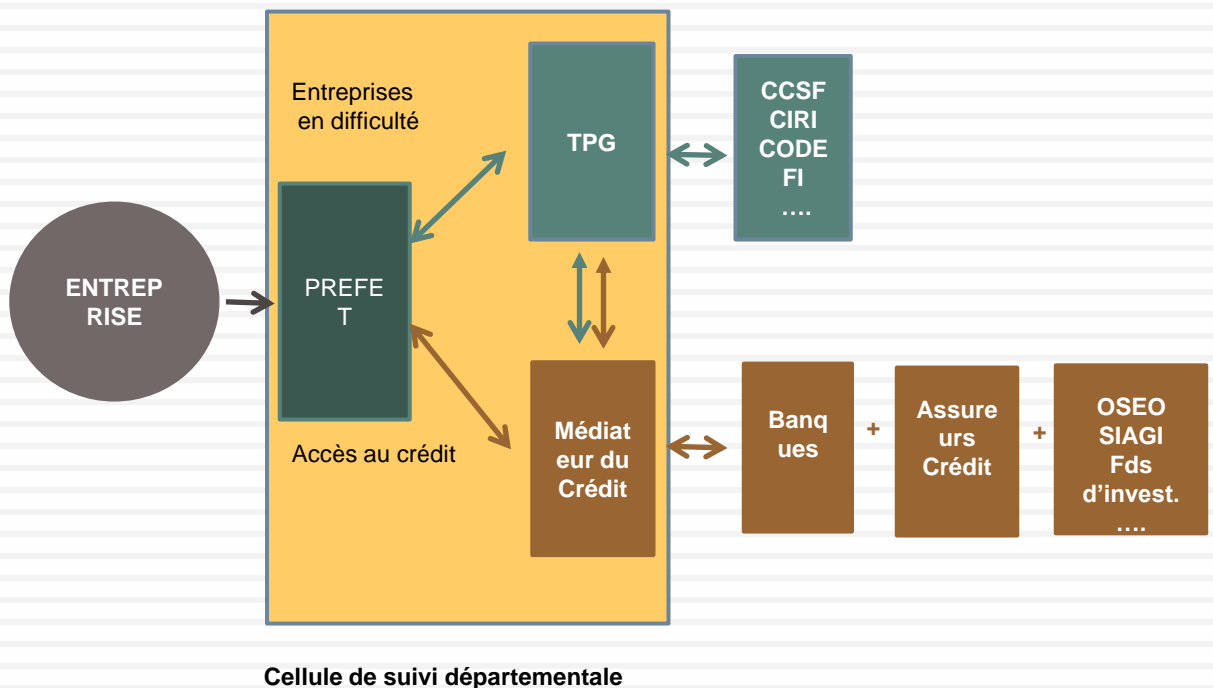 Entreprises
en difficulté
TPG
CCSF
CIRI
CODE
FI
....
ENTREP
RISE
PREFE
T
Accès au crédit
Médiat
eur du
Crédit
Banq
ues
+
Assure
urs
Crédit
+
OSEO
SIAGI
Fds
d’invest.
....
Cellule de suivi départementale